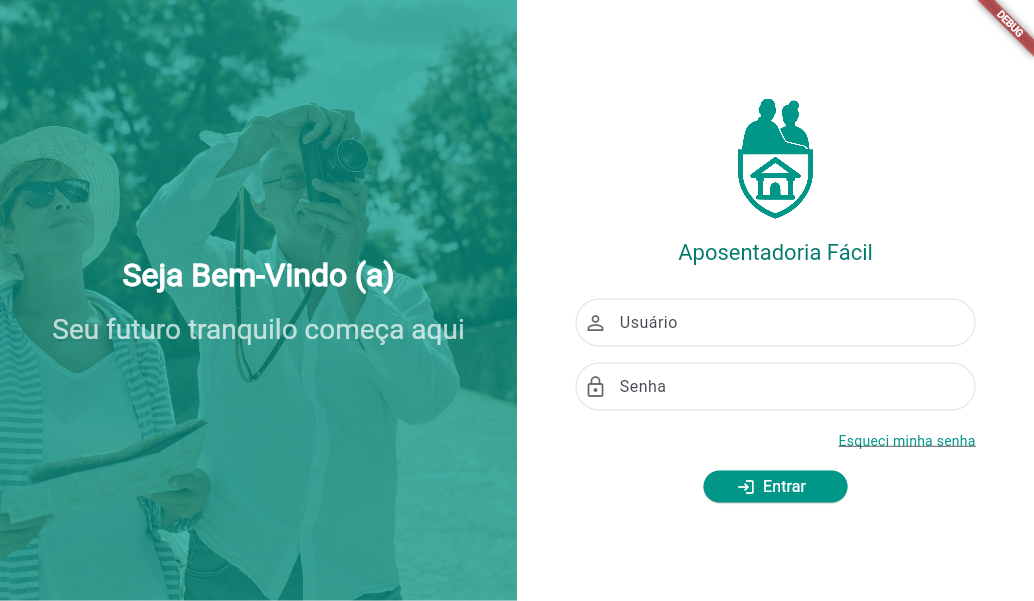 Seja Bem-Vindo (a)
Seu futuro tranquilo começa aqui
DEBUG
Aposentadoria Fácil
Usuário
Senha
Esqueci minha senha
Entrar